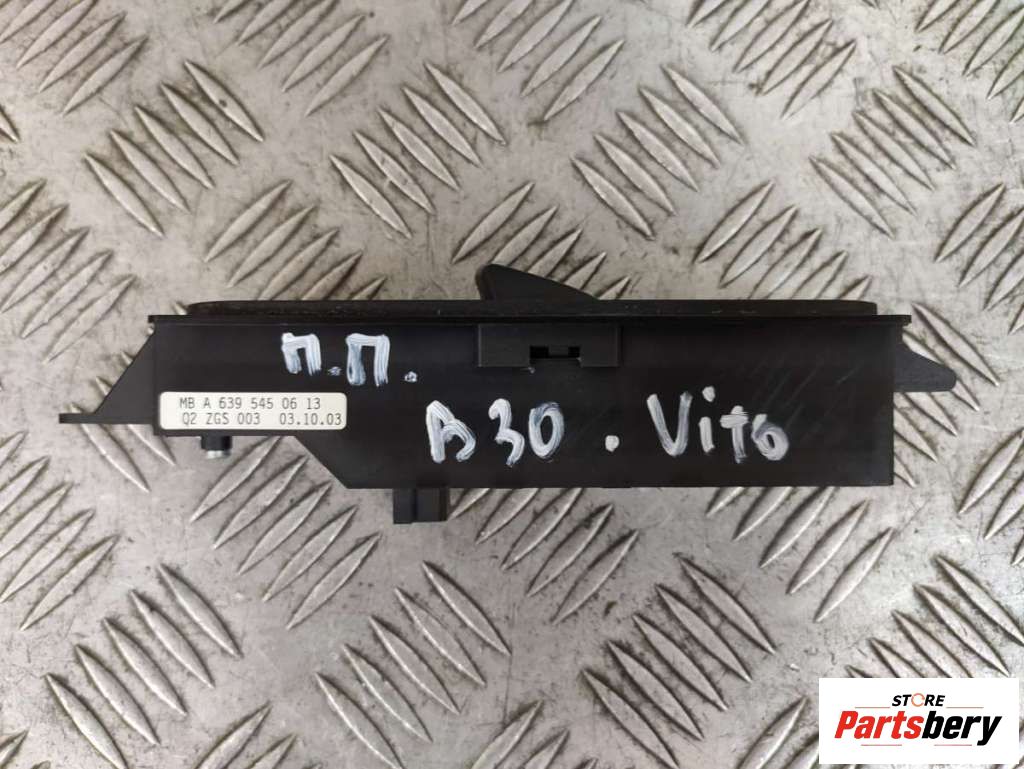 П.П.
MB A 639 545 06 13
Q2 ZGS 003 03.10.03
A30 . Vito
STORE
Partsbery